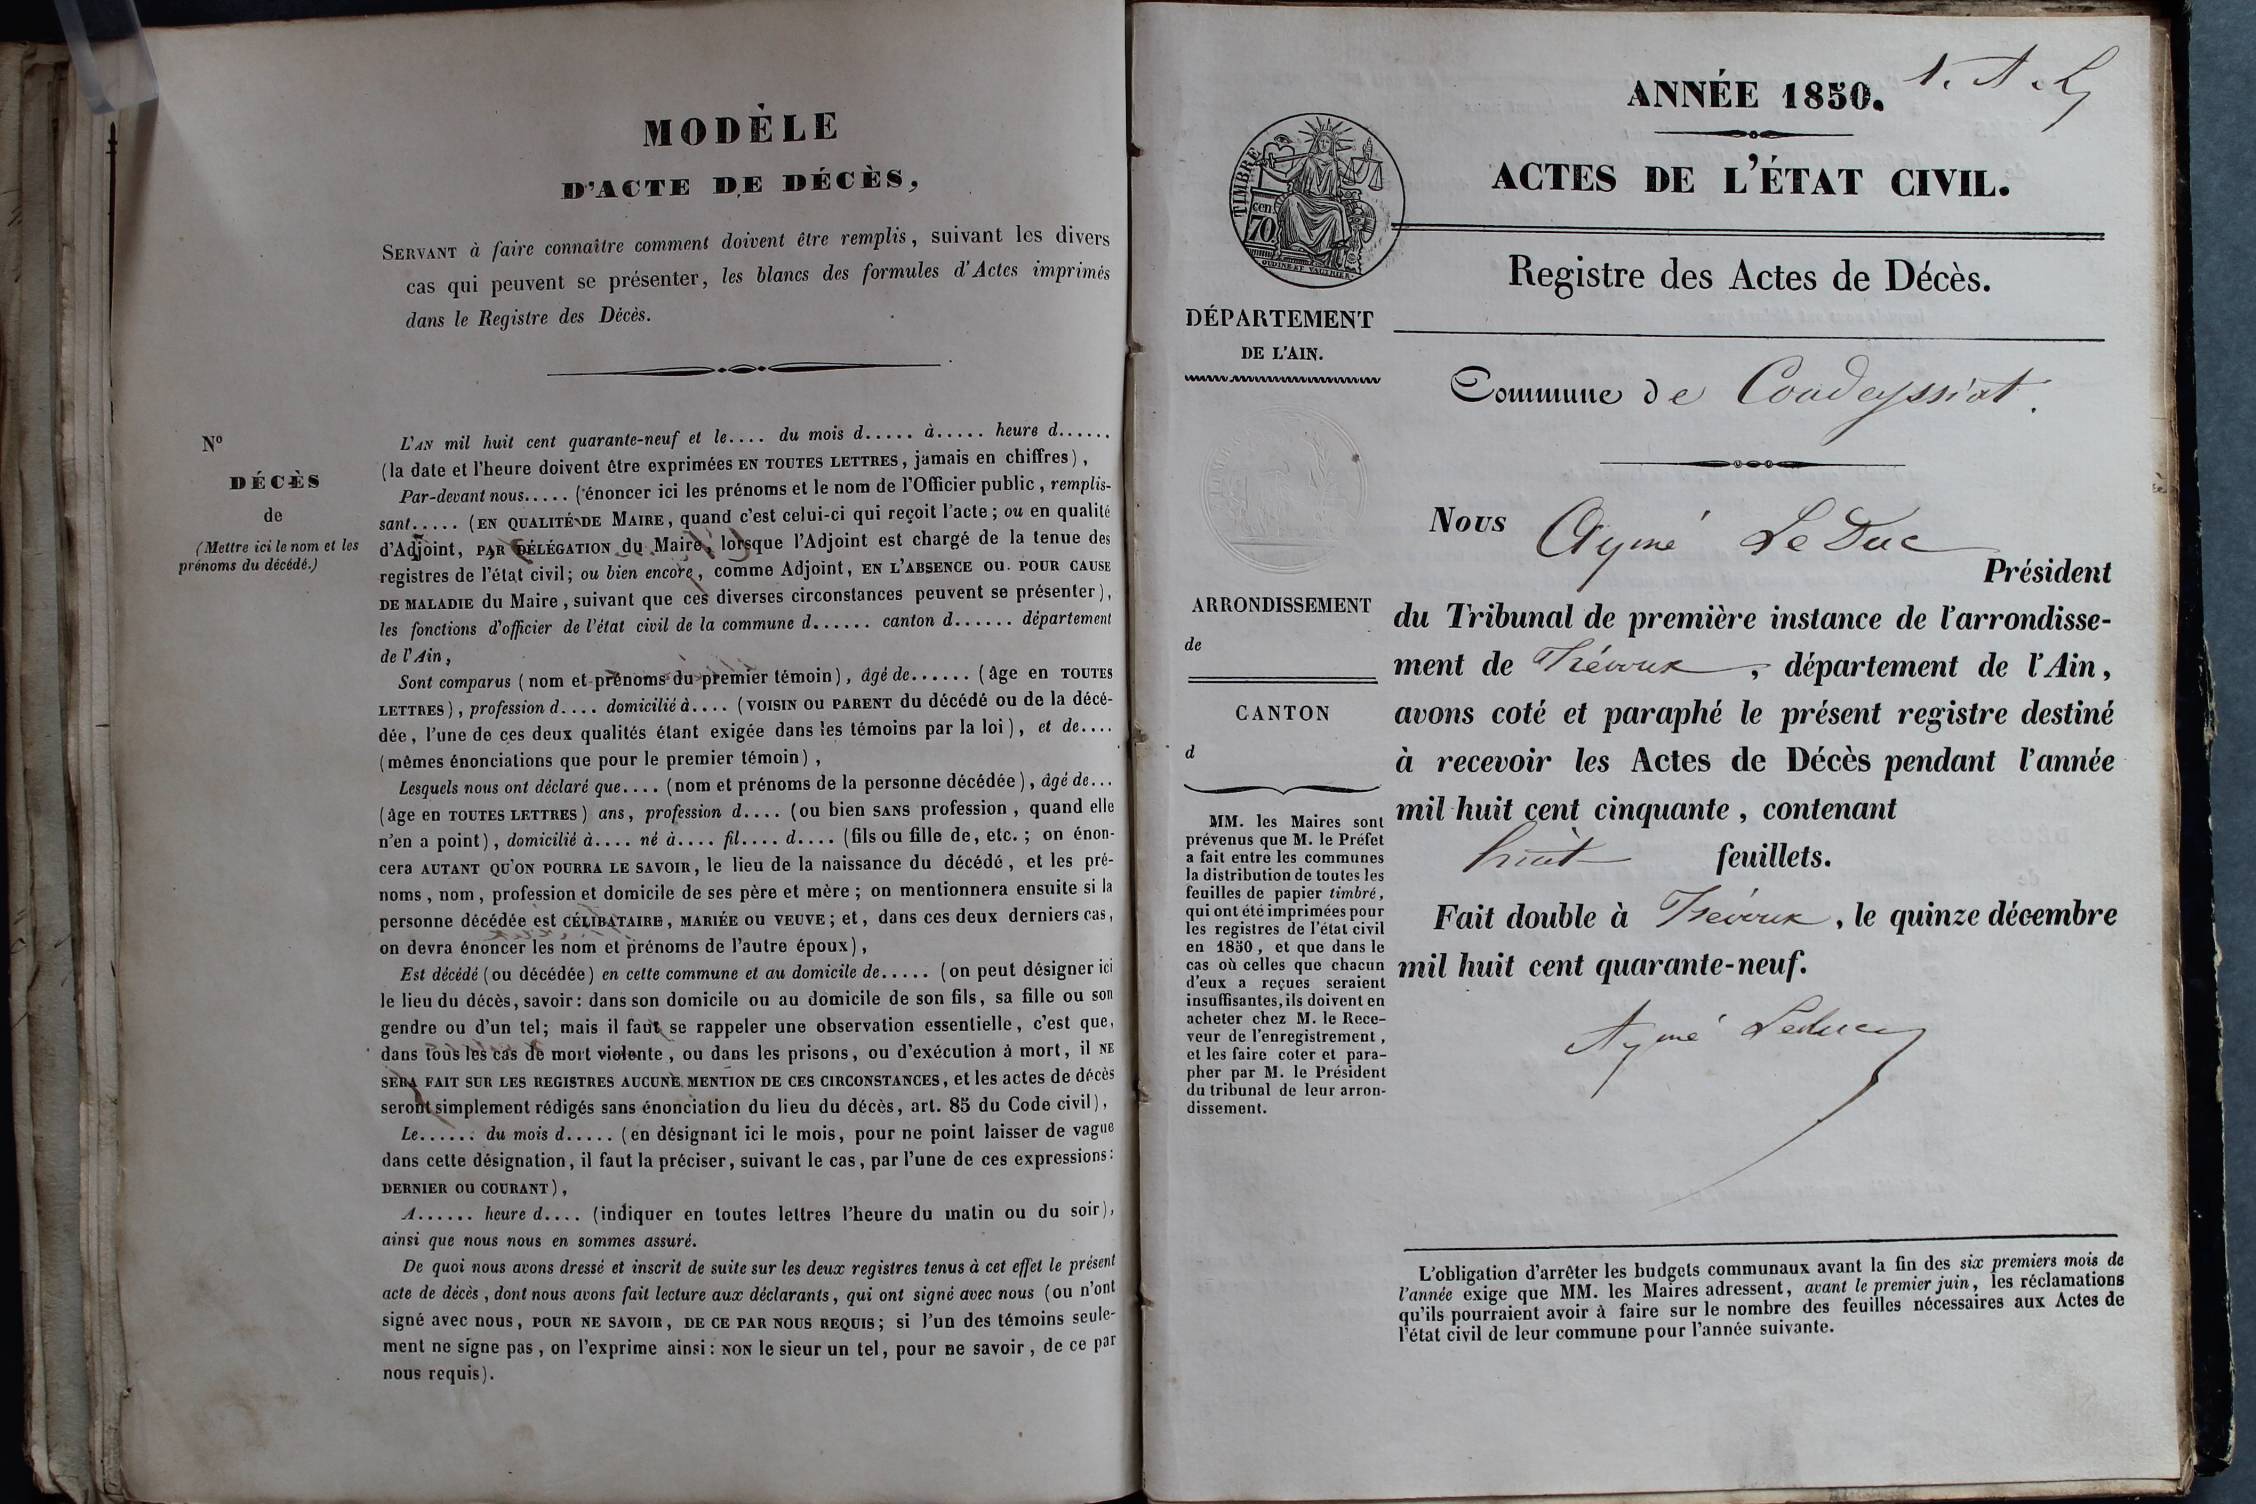 MODÈLE
D'ACTE DE DÉCÈS,
SERVANT à faire connaître comment doivent être remplis, suivant les divers
cas qui peuvent se présenter, les blancs des formules d'Actes imprimés
dans le Registre des Décès.
N°
DÉCÈS
de
(Mettre ici le nom et les
prénoms du décédé.)
L'AN mil huit cent quarante-neuf et le.... du mois d..... à..... heure d......
(la date et l'heure doivent être exprimées EN TOUTES LETTRES, jamais en chiffres),
Par-devant nous..... (énoncer ici les prénoms et le nom de l'Officier public, remplis-
sant..... (EN QUALITÉ DE MAIRE, quand c'est celui-ci qui reçoit l'acte; ou en qualité
d'Adjoint, PAR DÉLÉGATION du Maire, lorsque l'Adjoint est chargé de la tenue des
registres de l'état civil; ou bien encore, comme Adjoint, EN L'ABSENCE OU POUR CAUSE
DE MALADIE du Maire, suivant que ces diverses circonstances peuvent se présenter),
les fonctions d'officier de l'état civil de la commune d...... canton d...... département
de l'Ain,
Sont comparus (nom et prénoms du premier témoin), âgé de...... (âge en TOUTES
LETTRES), profession d.... domicilié à.... (VOISIN OU PARENT du décédé ou de la décé-
dée, l'une de ces deux qualités étant exigée dans les témoins par la loi), et de....
(mêmes énonciations que pour le premier témoin),
Lesquels nous ont déclaré que.... (nom et prénoms de la personne décédée), âgé de...
(âge en TOUTES LETTRES) ans, profession d.... (ou bien SANS profession, quand elle
n'en a point), domicilié à.... né à.... fil.... d.... (fils ou fille de, etc.; on énon-
cera AUTANT QU'ON POURRA LE SAVOIR, le lieu de la naissance du décédé, et les pré-
noms, nom, profession et domicile de ses père et mère; on mentionnera ensuite si la
personne décédée est CÉLIBATAIRE, MARIÉE OU VEUVE; et, dans ces deux derniers cas,
on devra énoncer les nom et prénoms de l'autre époux),
Est décédé (ou décédée) en cette commune et au domicile de..... (on peut désigner ici
le lieu du décès, savoir: dans son domicile ou au domicile de son fils, sa fille ou son
gendre ou d'un tel; mais il faut se rappeler une observation essentielle, c'est que,
dans tous les cas de mort violente, ou dans les prisons, ou d'exécution à mort, il NE
SERA FAIT SUR LES REGISTRES AUCUNE MENTION DE CES CIRCONSTANCES, et les actes de décès
seront simplement rédigés sans énonciation du lieu du décès, art. 85 du Code civil),
Le...... du mois d..... (en désignant ici le mois, pour ne point laisser de vague
dans cette désignation, il faut la préciser, suivant le cas, par l'une de ces expressions:
DERNIER OU COURANT),
A...... heure d.... (indiquer en toutes lettres l'heure du matin ou du soir),
ainsi que nous nous en sommes assuré.
De quoi nous avons dressé et inscrit de suite sur les deux registres tenus à cet effet le présent
acte de décès, dont nous avons fait lecture aux déclarants, qui ont signé avec nous (ou n'ont
signé avec nous, POUR NE SAVOIR, DE CE PAR NOUS REQUIS; si l'un des témoins seule-
ment ne signe pas, on l'exprime ainsi: NON le sieur un tel, pour ne savoir, de ce par
nous requis).
ANNÉE 1850.
1. A. L
ACTES DE L'ÉTAT CIVIL.
TIMBRE
cen
70.
OUDINÉ ET VAUTHIER.
Registre des Actes de Décès.
DÉPARTEMENT
DE L'AIN.
Commune de Coudeyssiat.
ARRONDISSEMENT
de
CANTON
d
MM. les Maires sont
prévenus que M. le Préfet
a fait entre les communes
la distribution de toutes les
feuilles de papier timbré,
qui ont été imprimées pour
les registres de l'état civil
en 1850, et que dans le
cas où celles que chacun
d'eux a reçues seraient
insuffisantes, ils doivent en
acheter chez M. le Rece-
veur de l'enregistrement,
et les faire coter et para-
pher par M. le Président
du tribunal de leur arron-
dissement.
Nous Aymé LeDuc
Président
du Tribunal de première instance de l'arrondisse-
ment de Trévoux, département de l'Ain,
avons coté et paraphé le présent registre destiné
à recevoir les Actes de Décès pendant l'année
mil huit cent cinquante, contenant
huit feuillets.
Fait double à Trévoux, le quinze décembre
mil huit cent quarante-neuf.
Aymé Leduc
L'obligation d'arrêter les budgets communaux avant la fin des six premiers mois de
l'année exige que MM. les Maires adressent, avant le premier juin, les réclamations
qu'ils pourraient avoir à faire sur le nombre des feuilles nécessaires aux Actes de
l'état civil de leur commune pour l'année suivante.